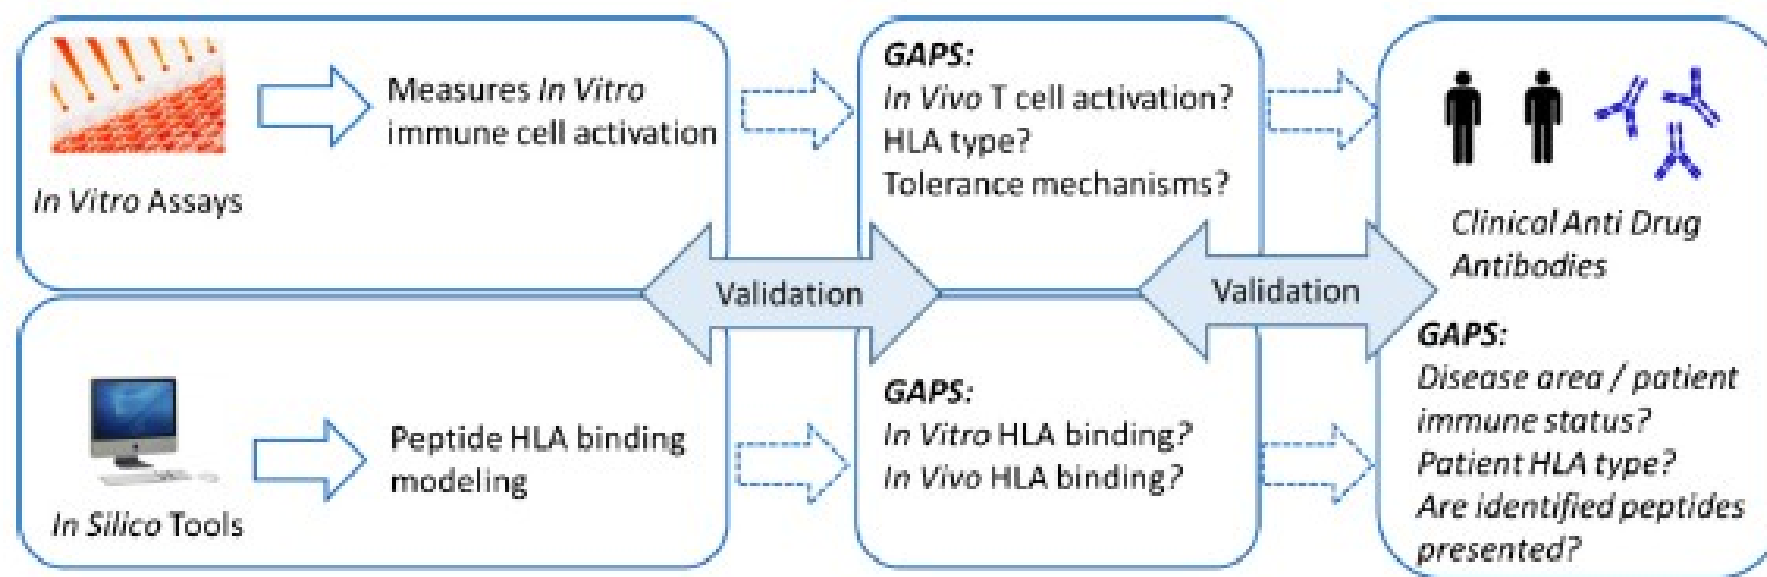 In Vitro Assays
Measures In Vitro
immune cell activation
GAPS:
In Vivo T cell activation?
HLA type?
Tolerance mechanisms?
Clinical Anti Drug
Antibodies
Validation
Validation
In Silico Tools
Peptide HLA binding
modeling
GAPS:
In Vitro HLA binding?
In Vivo HLA binding?
GAPS:
Disease area / patient
immune status?
Patient HLA type?
Are identified peptides
presented?